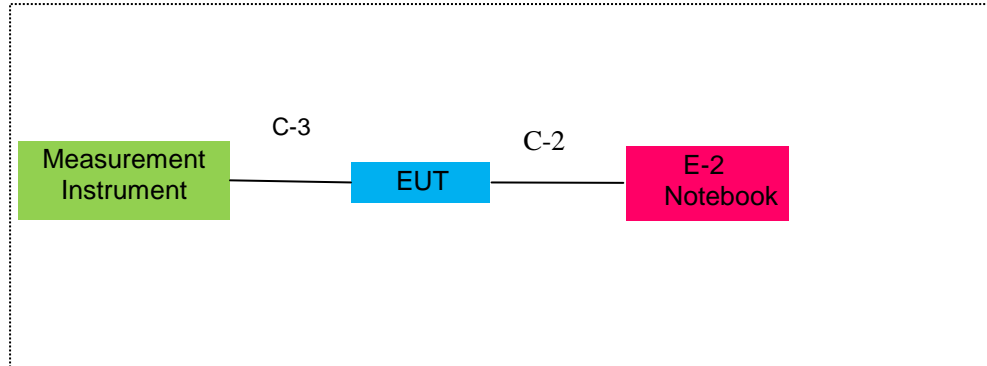 C-3
C-2
Measurement
Instrument
EUT
E-2
Notebook